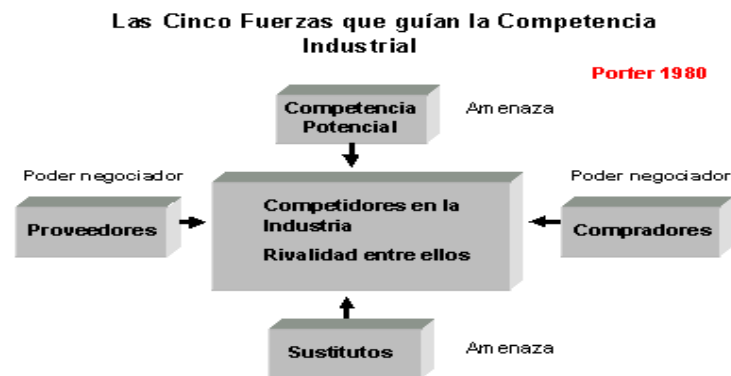 Las Cinco Fuerzas que guían la Competencia
Industrial
Porter 1980
Competencia
Potencial
Amenaza
Poder negociador
Poder negociador
Proveedores
Competidores en la
Industria
Rivalidad entre ellos
Compradores
Sustitutos
Amenaza